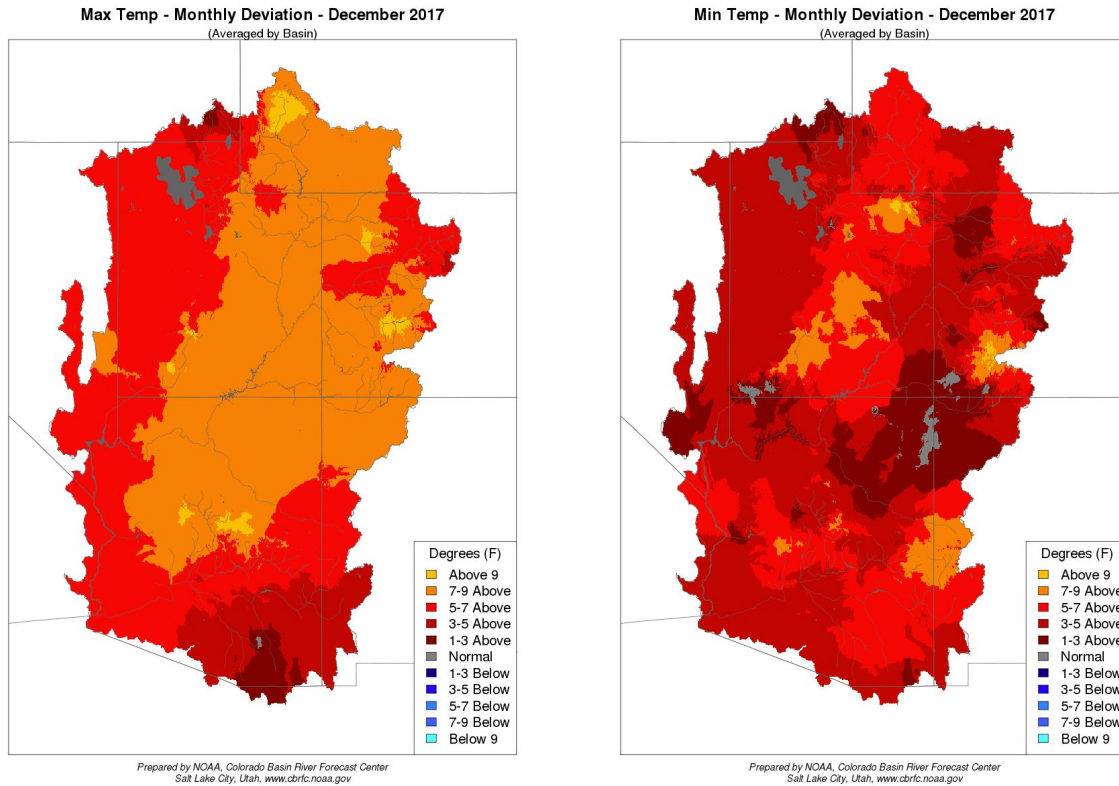 Max Temp - Monthly Deviation - December 2017
(Averaged by Basin)
Degrees (F)
Above 9
7-9 Above
5-7 Above
3-5 Above
1-3 Above
Normal
1-3 Below
3-5 Below
5-7 Below
7-9 Below
Below 9
Prepared by NOAA, Colorado Basin River Forecast Center
Salt Lake City, Utah, www.cbrfc.noaa.gov
Min Temp - Monthly Deviation - December 2017
(Averaged by Basin)
Degrees (F)
Above 9
7-9 Above
5-7 Above
3-5 Above
1-3 Above
Normal
1-3 Below
3-5 Below
5-7 Below
7-9 Below
Below 9
Prepared by NOAA, Colorado Basin River Forecast Center
Salt Lake City, Utah, www.cbrfc.noaa.gov